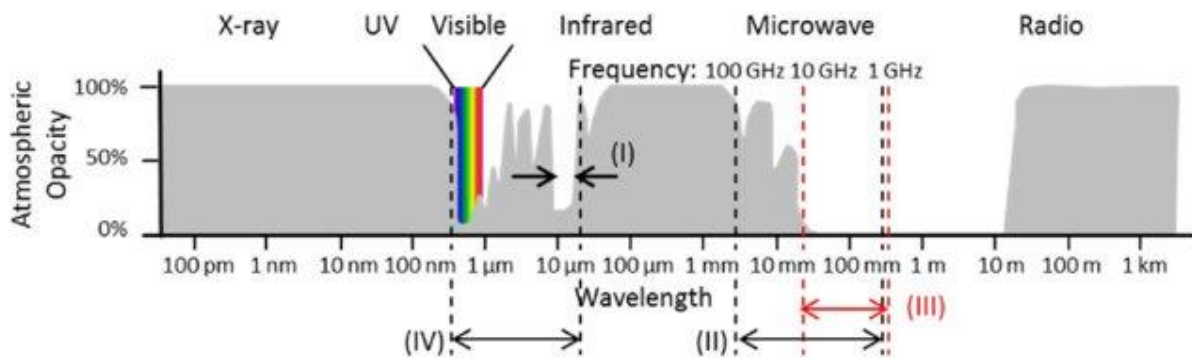 X-ray UV Visible Infrared Microwave Radio
Frequency: 100 GHz 10 GHz 1 GHz
Atmospheric
Opacity
100%
50%
0%
(I)
100 pm 1 nm 10 nm 100 nm 1 µm 10 µm 100 µm 1 mm 10 mm 100 mm 1 m 10 m 100 m 1 km
Wavelength
(III)
(IV) (II)